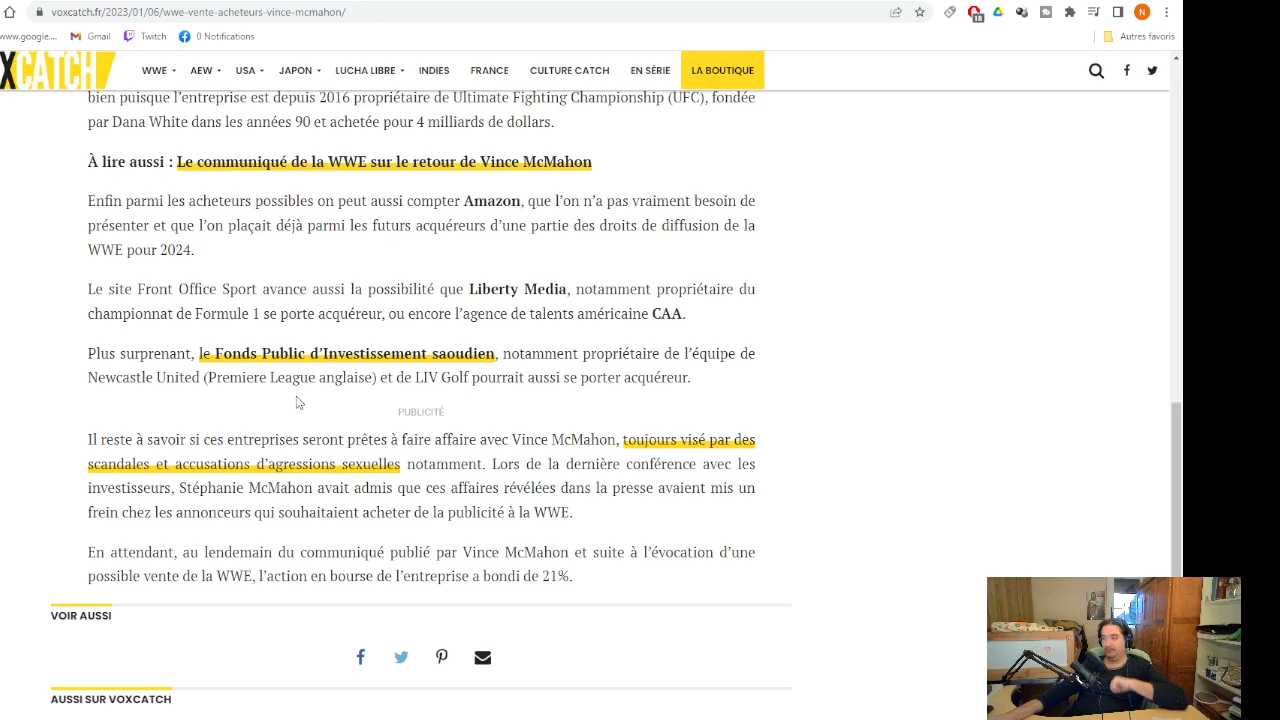 voxcatch.fr/2023/01/06/wwe-vente-acheteurs-vince-mcmahon/
18
N
www.google....
Gmail
Twitch
0 Notifications
Autres favoris
XCATCH
WWE
AEW
USA
JAPON
LUCHA LIBRE
INDIES
FRANCE
CULTURE CATCH
EN SÉRIE
LA BOUTIQUE
bien puisque l'entreprise est depuis 2016 propriétaire de Ultimate Fighting Championship (UFC), fondée
par Dana White dans les années 90 et achetée pour 4 milliards de dollars.
À lire aussi : Le communiqué de la WWE sur le retour de Vince McMahon
Enfin parmi les acheteurs possibles on peut aussi compter Amazon, que l'on n'a pas vraiment besoin de
présenter et que l'on plaçait déjà parmi les futurs acquéreurs d'une partie des droits de diffusion de la
WWE pour 2024.
Le site Front Office Sport avance aussi la possibilité que Liberty Media, notamment propriétaire du
championnat de Formule 1 se porte acquéreur, ou encore l'agence de talents américaine CAA.
Plus surprenant, le Fonds Public d'Investissement saoudien, notamment propriétaire de l'équipe de
Newcastle United (Premiere League anglaise) et de LIV Golf pourrait aussi se porter acquéreur.
PUBLICITÉ
Il reste à savoir si ces entreprises seront prêtes à faire affaire avec Vince McMahon, toujours visé par des
scandales et accusations d'agressions sexuelles notamment. Lors de la dernière conférence avec les
investisseurs, Stéphanie McMahon avait admis que ces affaires révélées dans la presse avaient mis un
frein chez les annonceurs qui souhaitaient acheter de la publicité à la WWE.
En attendant, au lendemain du communiqué publié par Vince McMahon et suite à l'évocation d'une
possible vente de la WWE, l'action en bourse de l'entreprise a bondi de 21%.
VOIR AUSSI
AUSSI SUR VOXCATCH